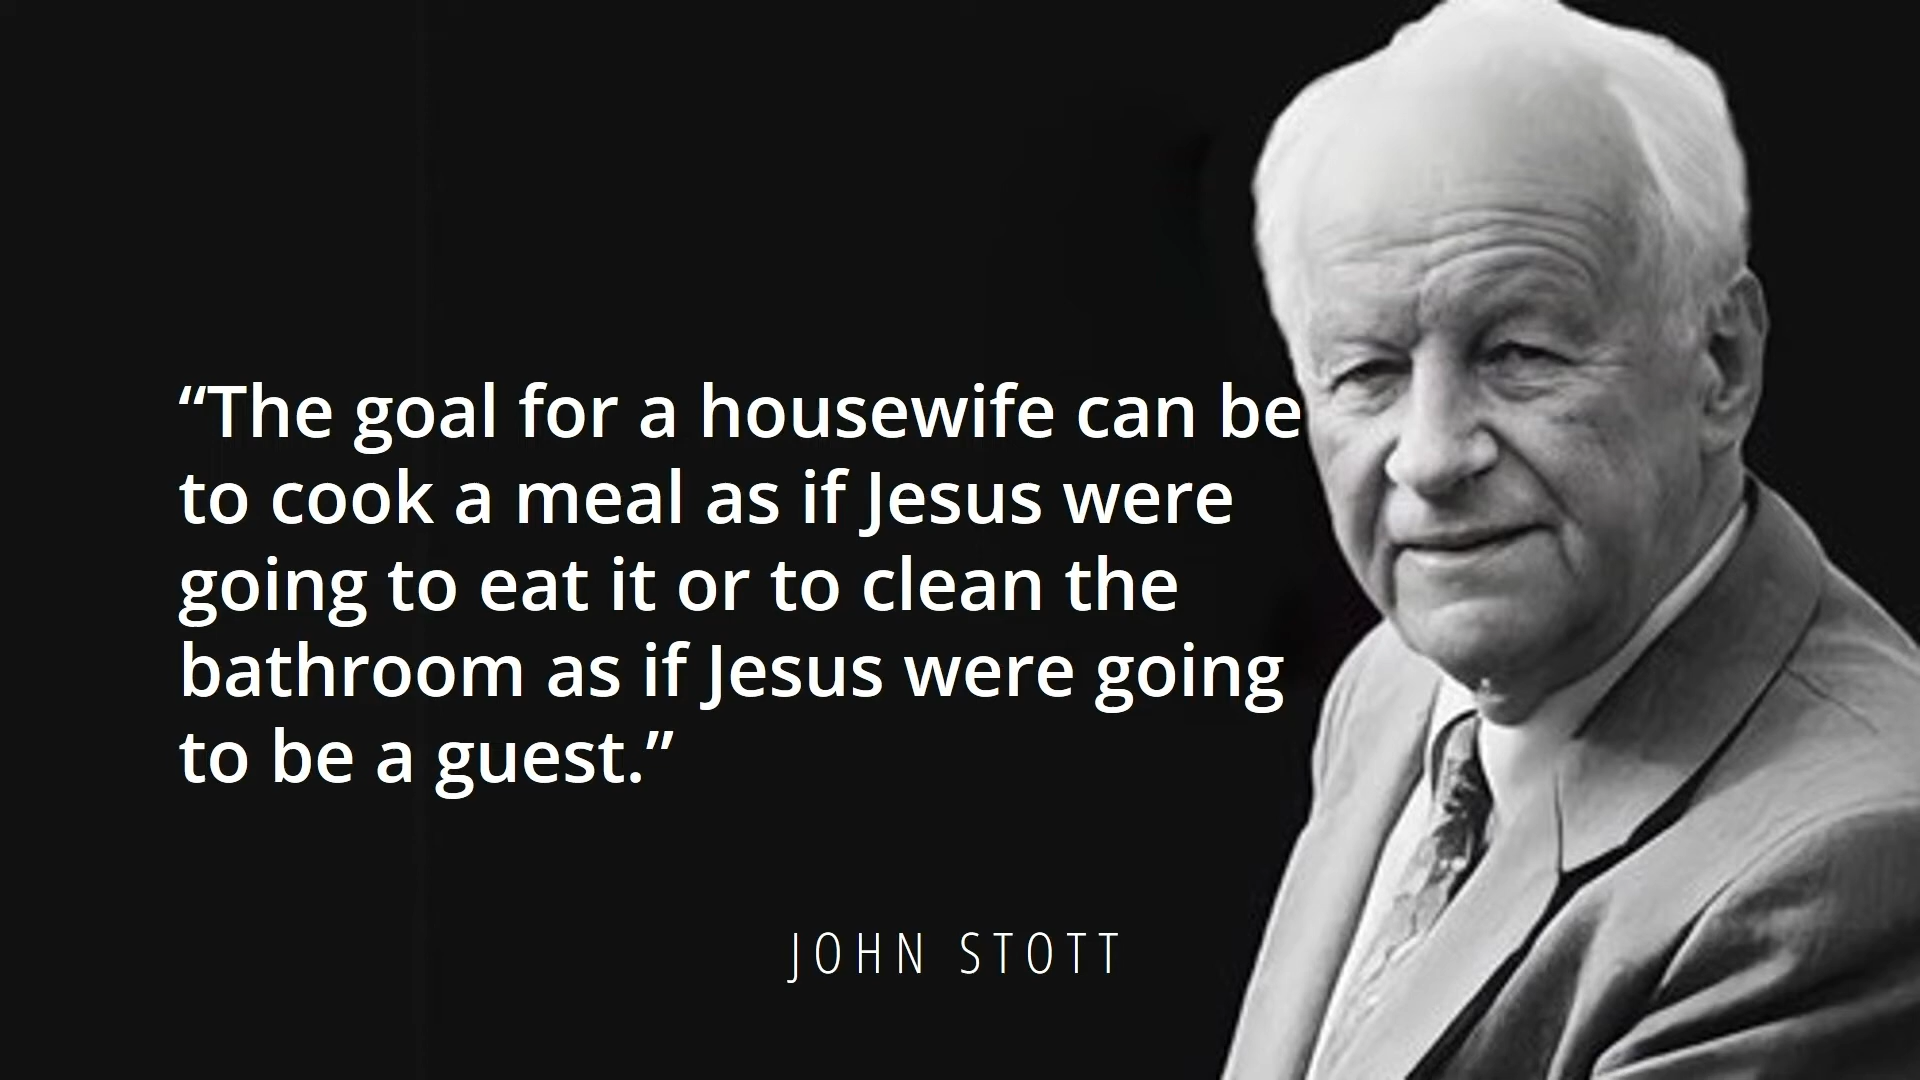 “The goal for a housewife can be
to cook a meal as if Jesus were
going to eat it or to clean the
bathroom as if Jesus were going
to be a guest.”
JOHN STOTT